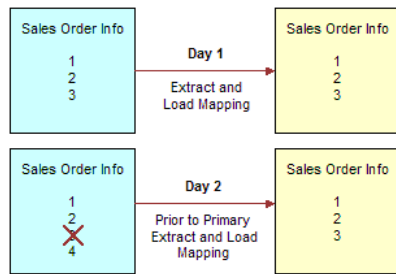 Sales Order Info
1
2
3
Day 1
Extract and
Load Mapping
Sales Order Info
1
2
3
Sales Order Info
1
2
4
Day 2
Prior to Primary
Extract and Load
Mapping
Sales Order Info
1
2
3